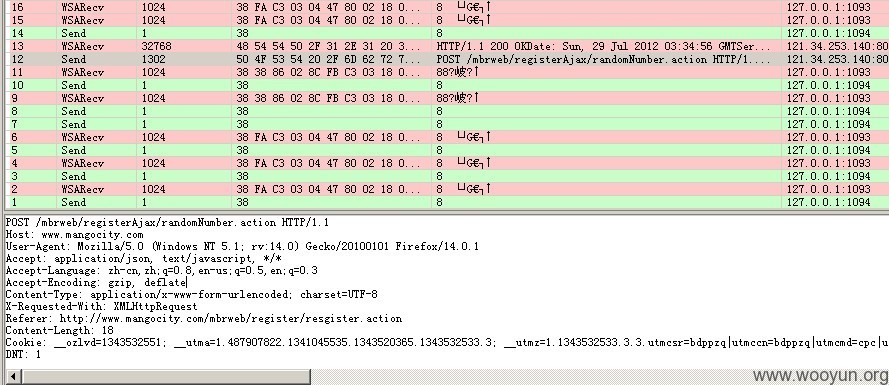 16 WSARecv 1024 38 FA C3 03 04 47 80 02 18 0... 8 └┘G€┐↑ 127.0.0.1:1093
15 WSARecv 1024 38 FA C3 03 04 47 80 02 18 0... 8 └┘G€┐↑ 127.0.0.1:1093
14 Send 1 38 8 127.0.0.1:1094
13 WSARecv 32768 48 54 54 50 2F 31 2E 31 20 3... HTTP/1.1 200 OKDate: Sun, 29 Jul 2012 03:34:56 GMTSer... 121.34.253.140:80
12 Send 1302 50 4F 53 54 20 2F 6D 62 72 7... POST /mbrweb/registerAjax/randomNumber.action HTTP/1.... 121.34.253.140:80
11 WSARecv 1024 38 38 86 02 8C FB C3 03 18 0... 88?岐?↑ 127.0.0.1:1093
10 Send 1 38 8 127.0.0.1:1094
9 WSARecv 1024 38 38 86 02 8C FB C3 03 18 0... 88?岐?↑ 127.0.0.1:1093
8 Send 1 38 8 127.0.0.1:1094
7 Send 1 38 8 127.0.0.1:1094
6 WSARecv 1024 38 FA C3 03 04 47 80 02 18 0... 8 └┘G€┐↑ 127.0.0.1:1093
5 Send 1 38 8 127.0.0.1:1094
4 WSARecv 1024 38 FA C3 03 04 47 80 02 18 0... 8 └┘G€┐↑ 127.0.0.1:1093
3 Send 1 38 8 127.0.0.1:1094
2 WSARecv 1024 38 FA C3 03 04 47 80 02 18 0... 8 └┘G€┐↑ 127.0.0.1:1093
1 Send 1 38 8 127.0.0.1:1094
POST /mbrweb/registerAjax/randomNumber.action HTTP/1.1
Host: www.mangocity.com
User-Agent: Mozilla/5.0 (Windows NT 5.1; rv:14.0) Gecko/20100101 Firefox/14.0.1
Accept: application/json, text/javascript, */*
Accept-Language: zh-cn,zh;q=0.8,en-us;q=0.5,en;q=0.3
Accept-Encoding: gzip, deflate
Content-Type: application/x-www-form-urlencoded; charset=UTF-8
X-Requested-With: XMLHttpRequest
Referer: http://www.mangocity.com/mbrweb/register/resgister.action
Content-Length: 18
Cookie: __ozlvd=1343532551; __utma=1.487907822.1341045535.1343520365.1343532533.3; __utmz=1.1343532533.3.3.utmcsr=bdppzq|utmccn=bdppzq|utmcmd=cpc|u
DNT: 1
www.wooyun.org